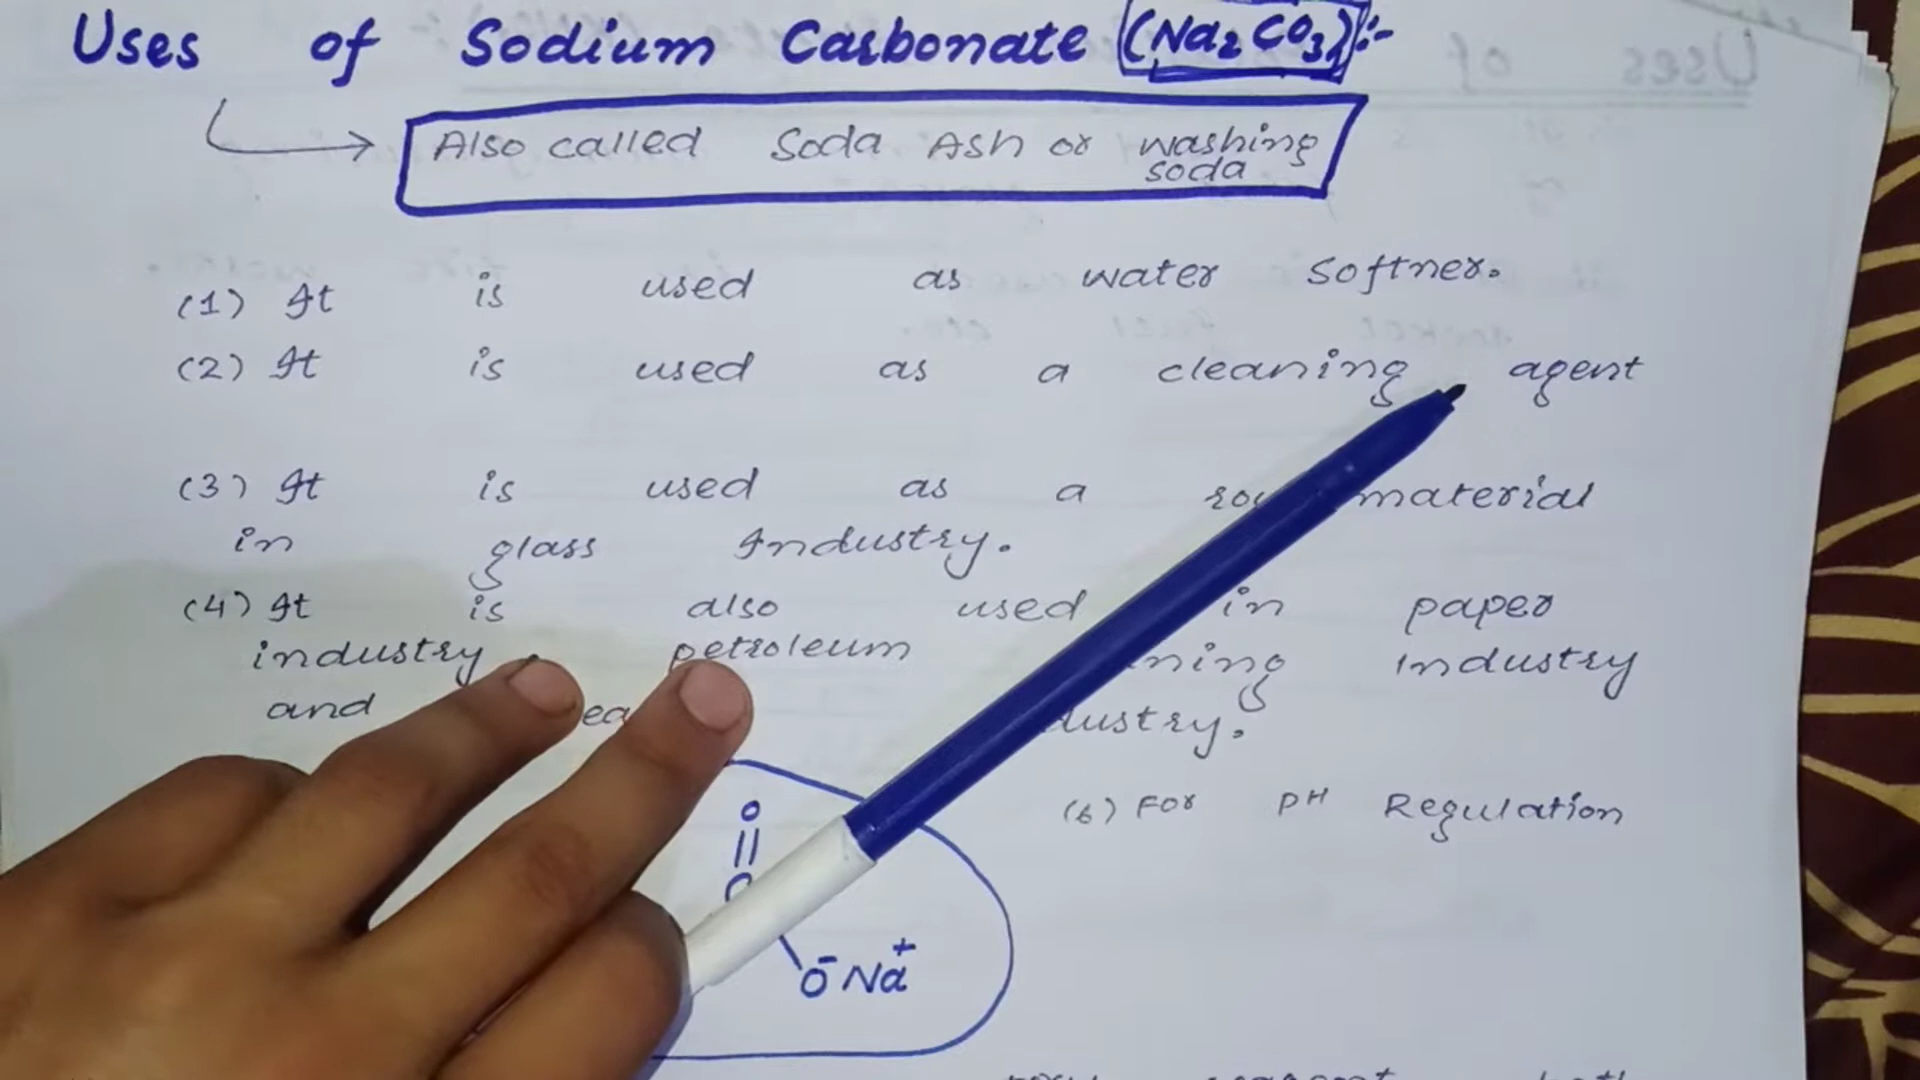 Uses of Sodium Carbonate (Na2CO3):-
Also called Soda Ash or washing
soda
(1) It is used as water Softner.
(2) It is used as a cleaning agent
(3) It is used as a material
in glass Industry.
(4) It is also used in paper
industry petroleum Industry
and
(6) For PH Regulation
O
O⁻ Na⁺